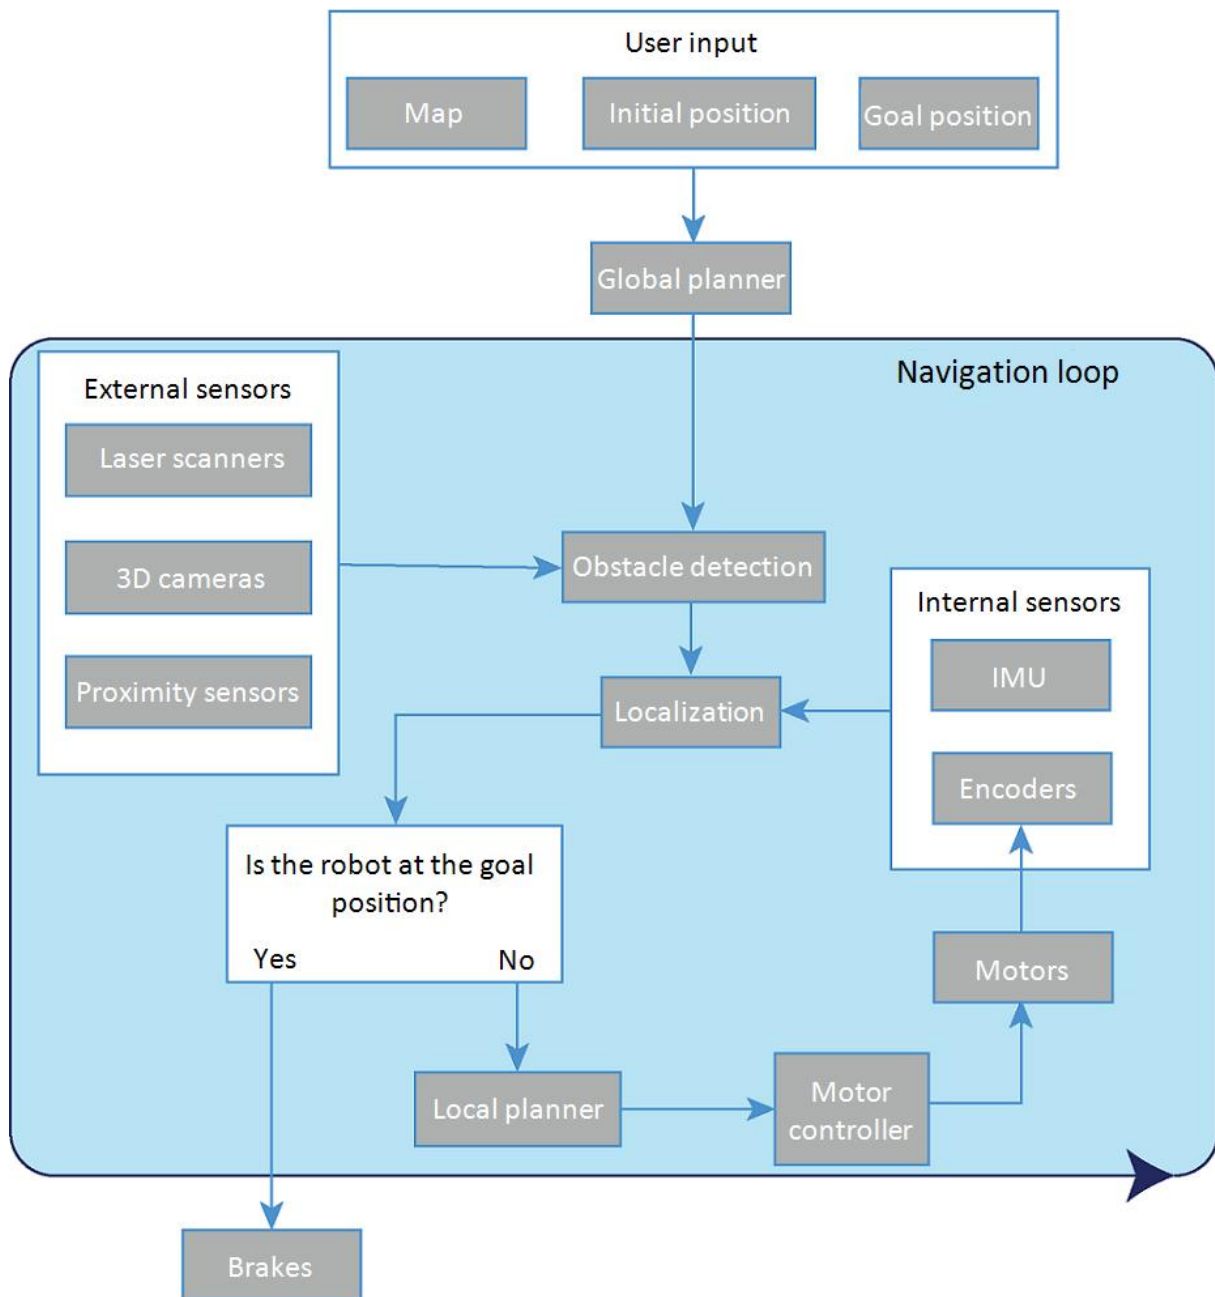 User input
Map
Initial position
Goal position
Global planner
Navigation loop
External sensors
Laser scanners
3D cameras
Proximity sensors
Obstacle detection
Internal sensors
IMU
Encoders
Localization
Is the robot at the goal
position?
Yes
No
Motors
Local planner
Motor
controller
Brakes